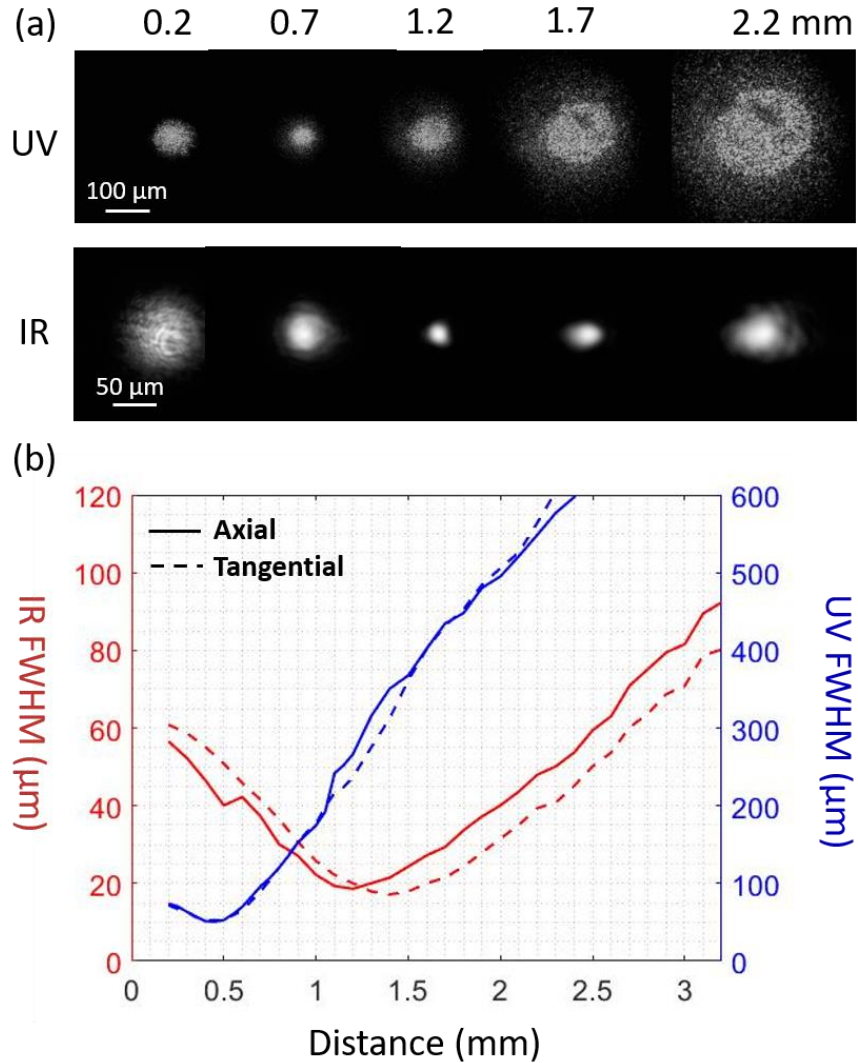 (a) 0.2 0.7 1.2 1.7 2.2 mm
UV
100 µm
IR
50 µm
(b)
120 600
Axial
Tangential
100 500
80 400
60 300
40 200
20 100
0 0
IR FWHM (µm)
UV FWHM (µm)
0 0.5 1 1.5 2 2.5 3
Distance (mm)